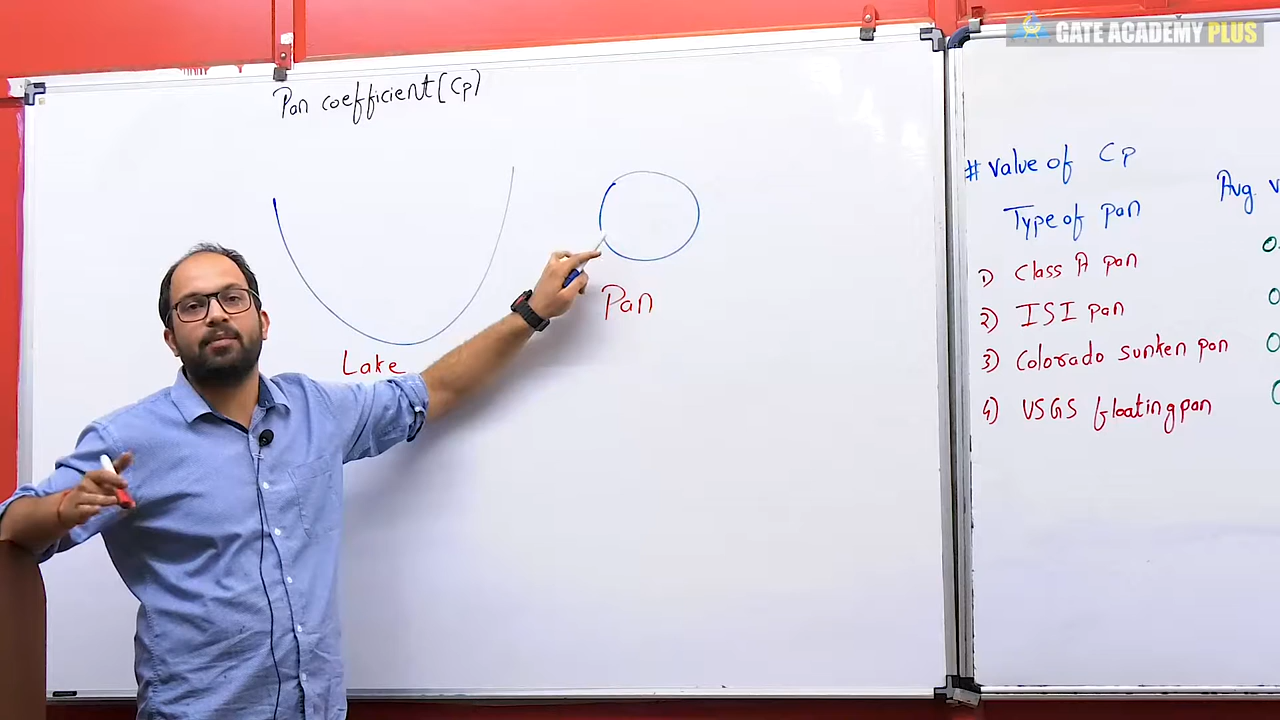 GATE ACADEMY PLUS
Pan coefficient [Cp)
Lake
Pan
# Value of Cp
Type of pan
Avg.
1) Class A pan
2) ISI pan
3) Colorado sunken pan
4) USGS floating pan